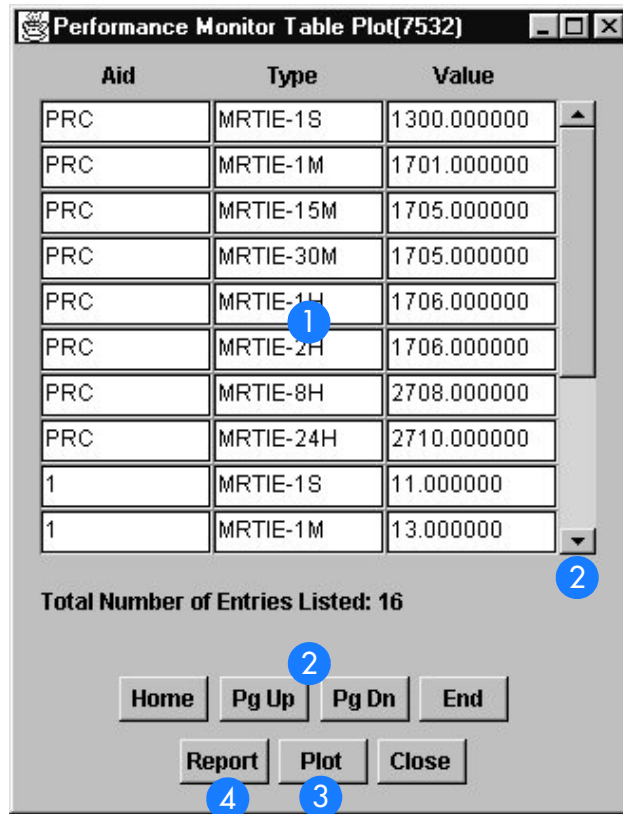 Performance Monitor Table Plot(7532)
Aid Type Value
PRC MRTIE-1S 1300.000000
PRC MRTIE-1M 1701.000000
PRC MRTIE-15M 1705.000000
PRC MRTIE-30M 1705.000000
PRC MRTIE-1H 1706.000000
1
PRC MRTIE-2H 1706.000000
PRC MRTIE-8H 2708.000000
PRC MRTIE-24H 2710.000000
1 MRTIE-1S 11.000000
1 MRTIE-1M 13.000000
2
Total Number of Entries Listed: 16
2
Home Pg Up Pg Dn End
Report Plot Close
4 3